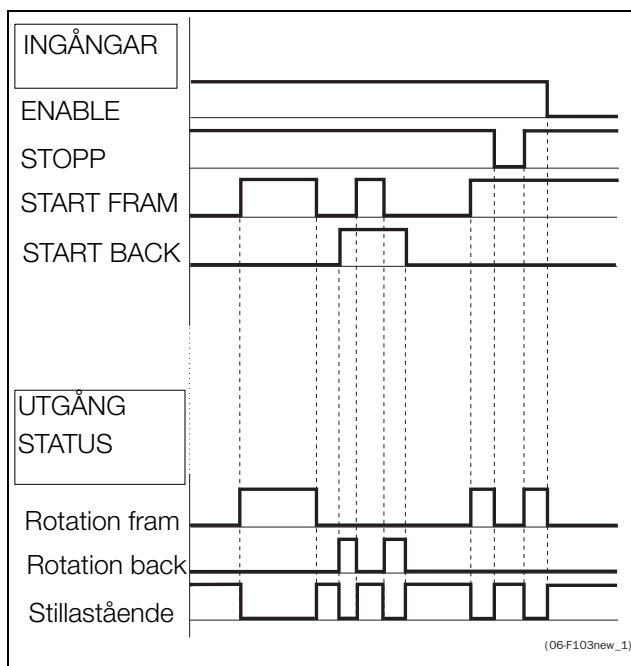 INGÅNGAR
ENABLE
STOPP
START FRAM
START BACK
UTGÅNG
STATUS
Rotation fram
Rotation back
Stillastående
(06-F103new_1)